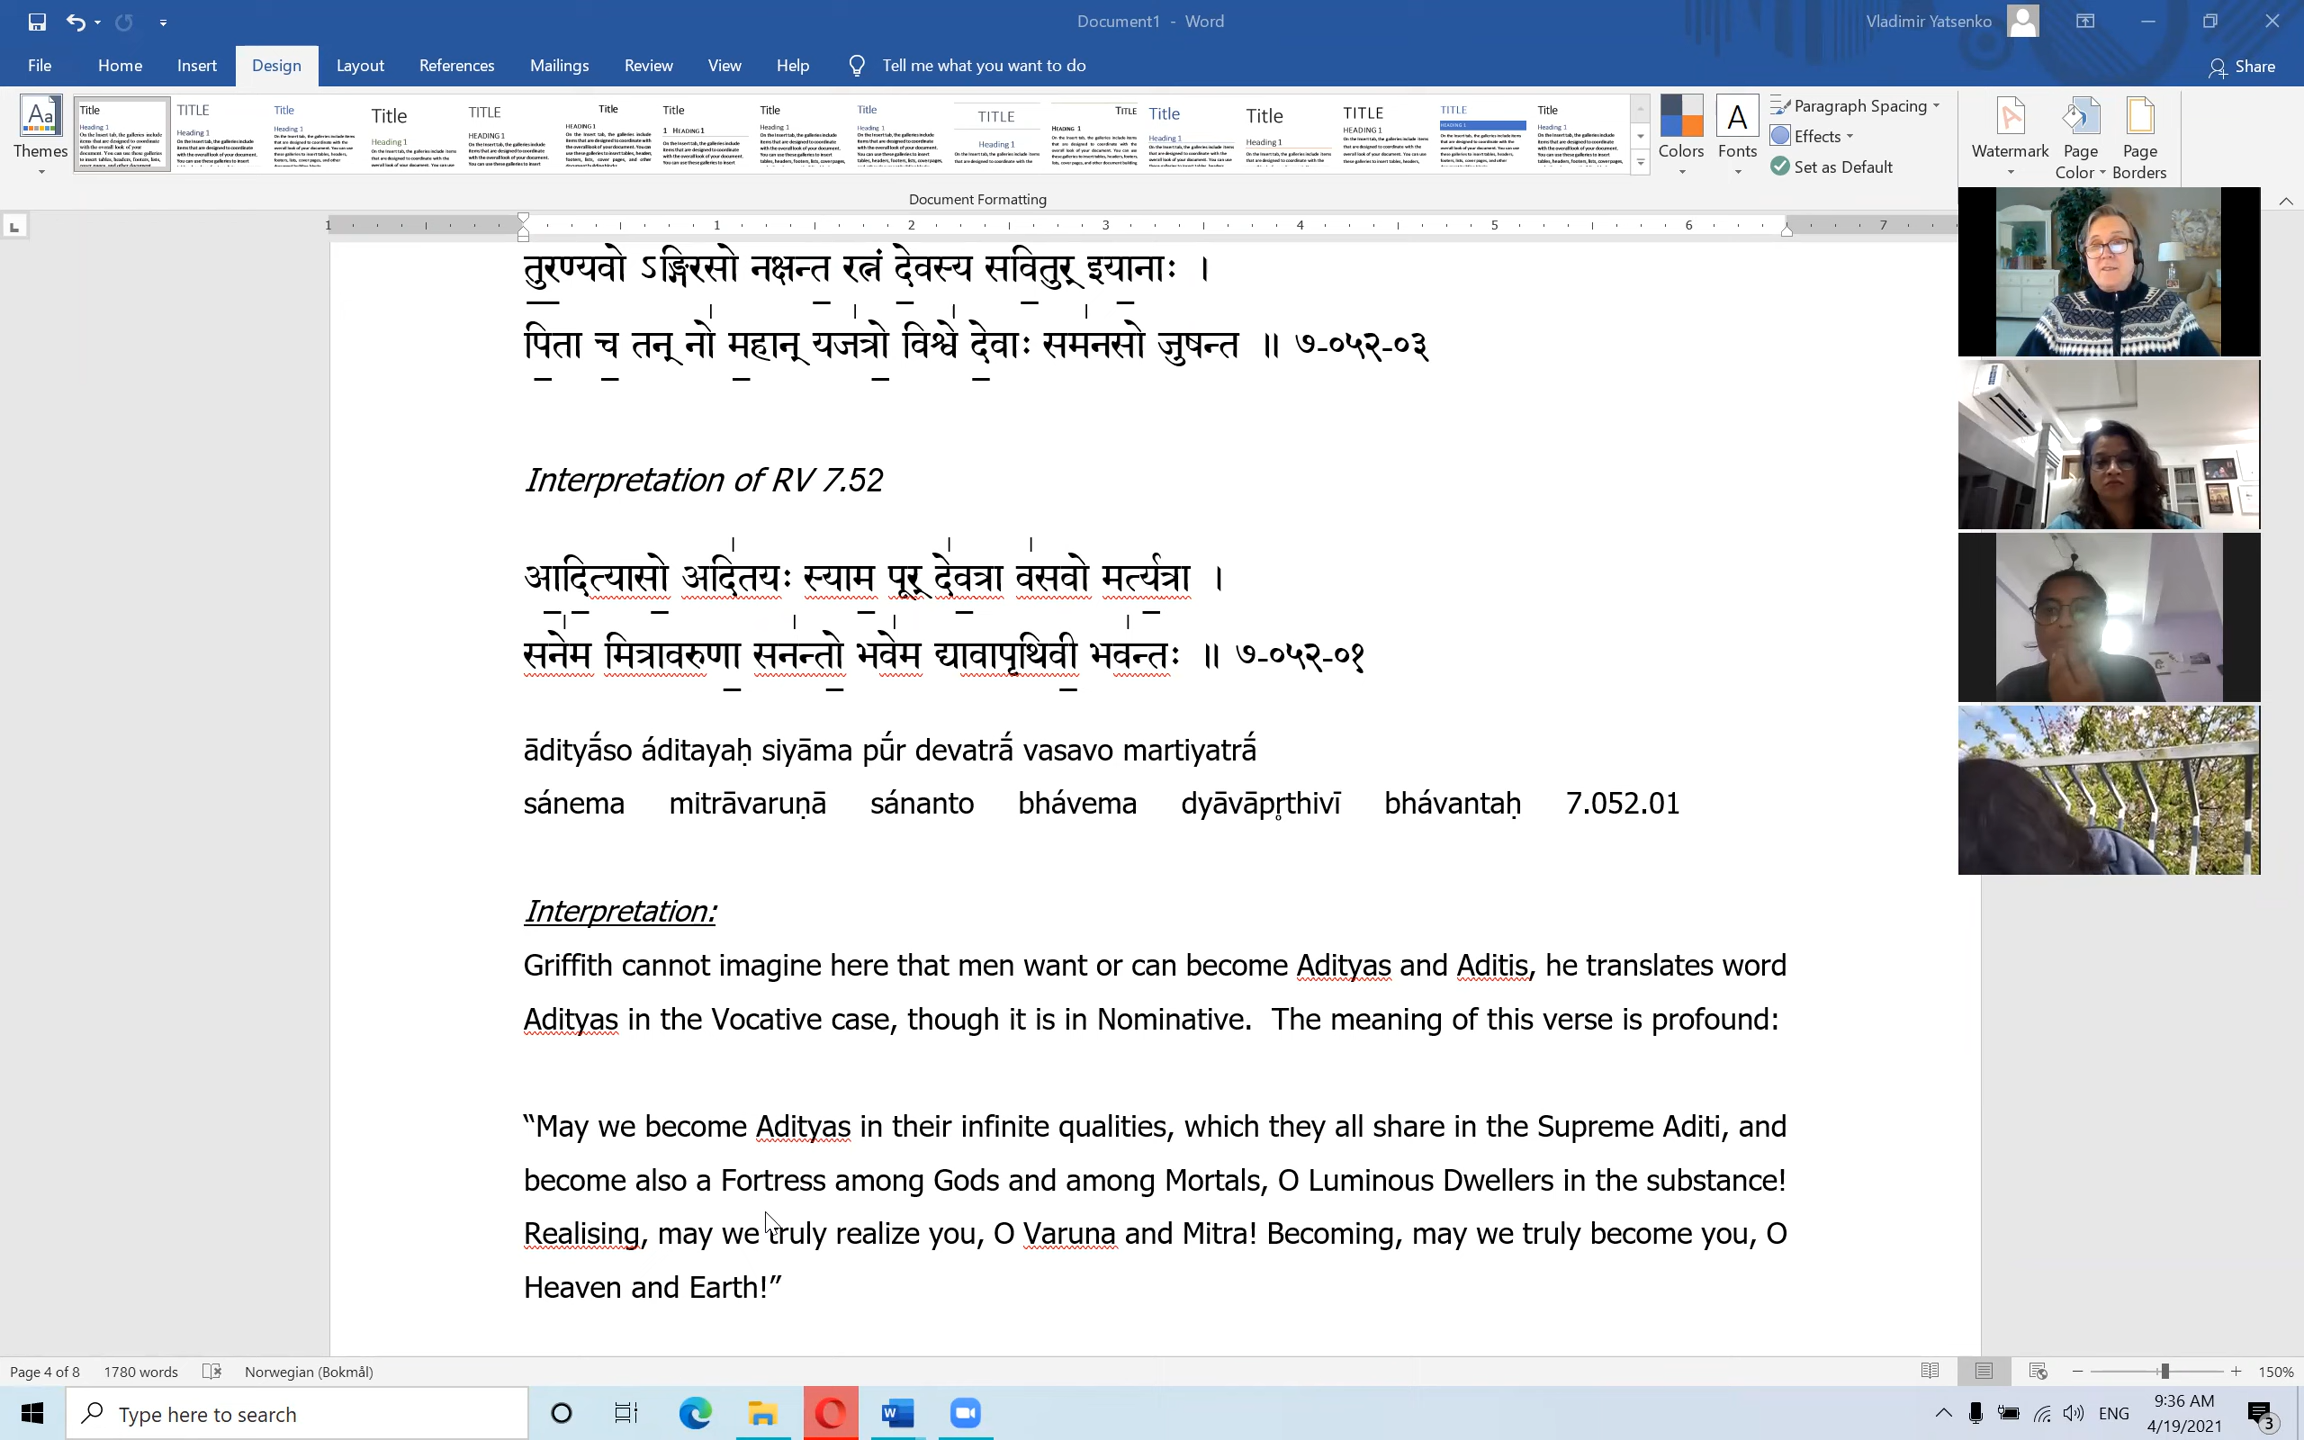 Document1 - Word
Vladimir Yatsenko
File Home Insert Design Layout References Mailings Review View Help Tell me what you want to do
Share
Themes
Colors
Fonts
Paragraph Spacing
Effects
Set as Default
Watermark
Page Color
Page Borders
Document Formatting
तुरण्यवो ऽङ्गिरसो नक्षन्त रत्नं देवस्य सवितुर् इयानाः ।
पिता च तन् नो महान् यजत्रो विश्वे देवाः समनसो जुषन्त ॥ ७-०५२-०३
Interpretation of RV 7.52
आदित्यासो अदितयः स्याम पूर् देवत्रा वसवो मर्त्यत्रा ।
सनेम मित्रावरुणा सनन्तो भवेम द्यावापृथिवी भवन्तः ॥ ७-०५२-०१
ādityā́so áditayaḥ siyāma pū́r devatrā́ vasavo martiyatrā́
sánema mitrāvaruṇā sánanto bhávema dyāvāpr̥thivī bhávantaḥ 7.052.01
Interpretation:
Griffith cannot imagine here that men want or can become Adityas and Aditis, he translates word
Adityas in the Vocative case, though it is in Nominative. The meaning of this verse is profound:
“May we become Adityas in their infinite qualities, which they all share in the Supreme Aditi, and
become also a Fortress among Gods and among Mortals, O Luminous Dwellers in the substance!
Realising, may we truly realize you, O Varuna and Mitra! Becoming, may we truly become you, O
Heaven and Earth!”
Page 4 of 8 1780 words Norwegian (Bokmål)
150%
Type here to search
ENG
9:36 AM
4/19/2021
3